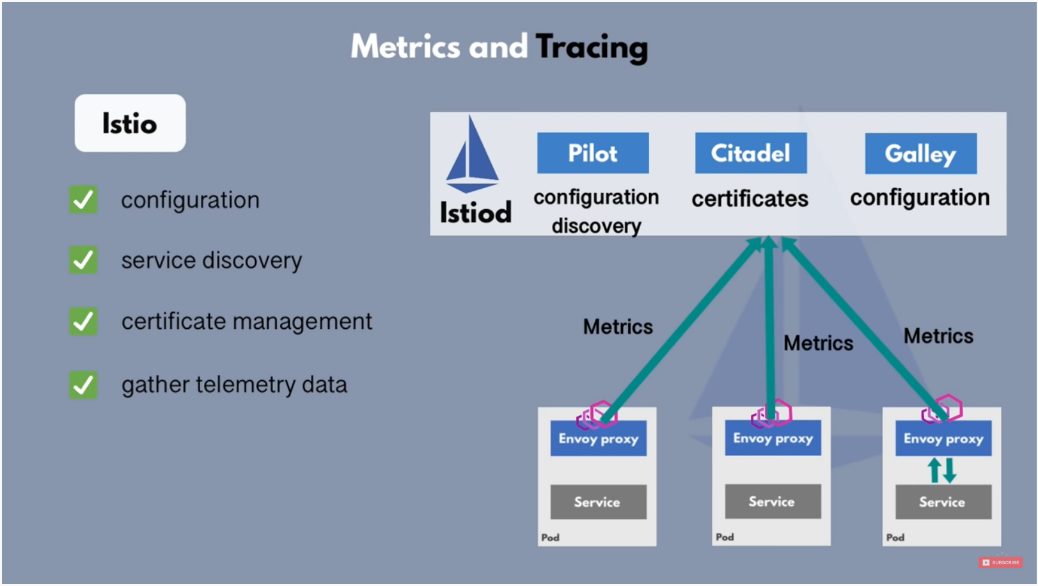 Metrics and Tracing
Istio
configuration
service discovery
certificate management
gather telemetry data
Istiod
Pilot
configuration
discovery
Citadel
certificates
Galley
configuration
Metrics
Metrics
Metrics
Envoy proxy
Service
Pod
Envoy proxy
Service
Pod
Envoy proxy
Service
Pod
SUBSCRIBE